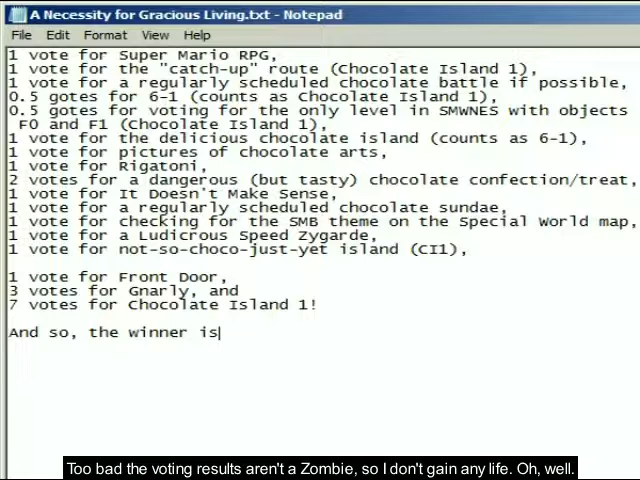 A Necessity for Gracious Living.txt - Notepad
File Edit Format View Help
1 vote for Super Mario RPG,
1 vote for the "catch-up" route (Chocolate Island 1),
1 vote for a regularly scheduled chocolate battle if possible,
0.5 gotes for 6-1 (counts as Chocolate Island 1),
0.5 gotes for voting for the only level in SMWNES with objects
F0 and F1 (Chocolate Island 1),
1 vote for the delicious chocolate island (counts as 6-1),
1 vote for pictures of chocolate arts,
1 vote for Rigatoni,
2 votes for a dangerous (but tasty) chocolate confection/treat,
1 vote for It Doesn't Make Sense,
1 vote for a regularly scheduled chocolate sundae,
1 vote for checking for the SMB theme on the Special World map,
1 vote for a Ludicrous Speed Zygarde,
1 vote for not-so-choco-just-yet island (CI1),
1 vote for Front Door,
3 votes for Gnarly, and
7 votes for Chocolate Island 1!
And so, the winner is
Too bad the voting results aren't a Zombie, so I don't gain any life. Oh, well.